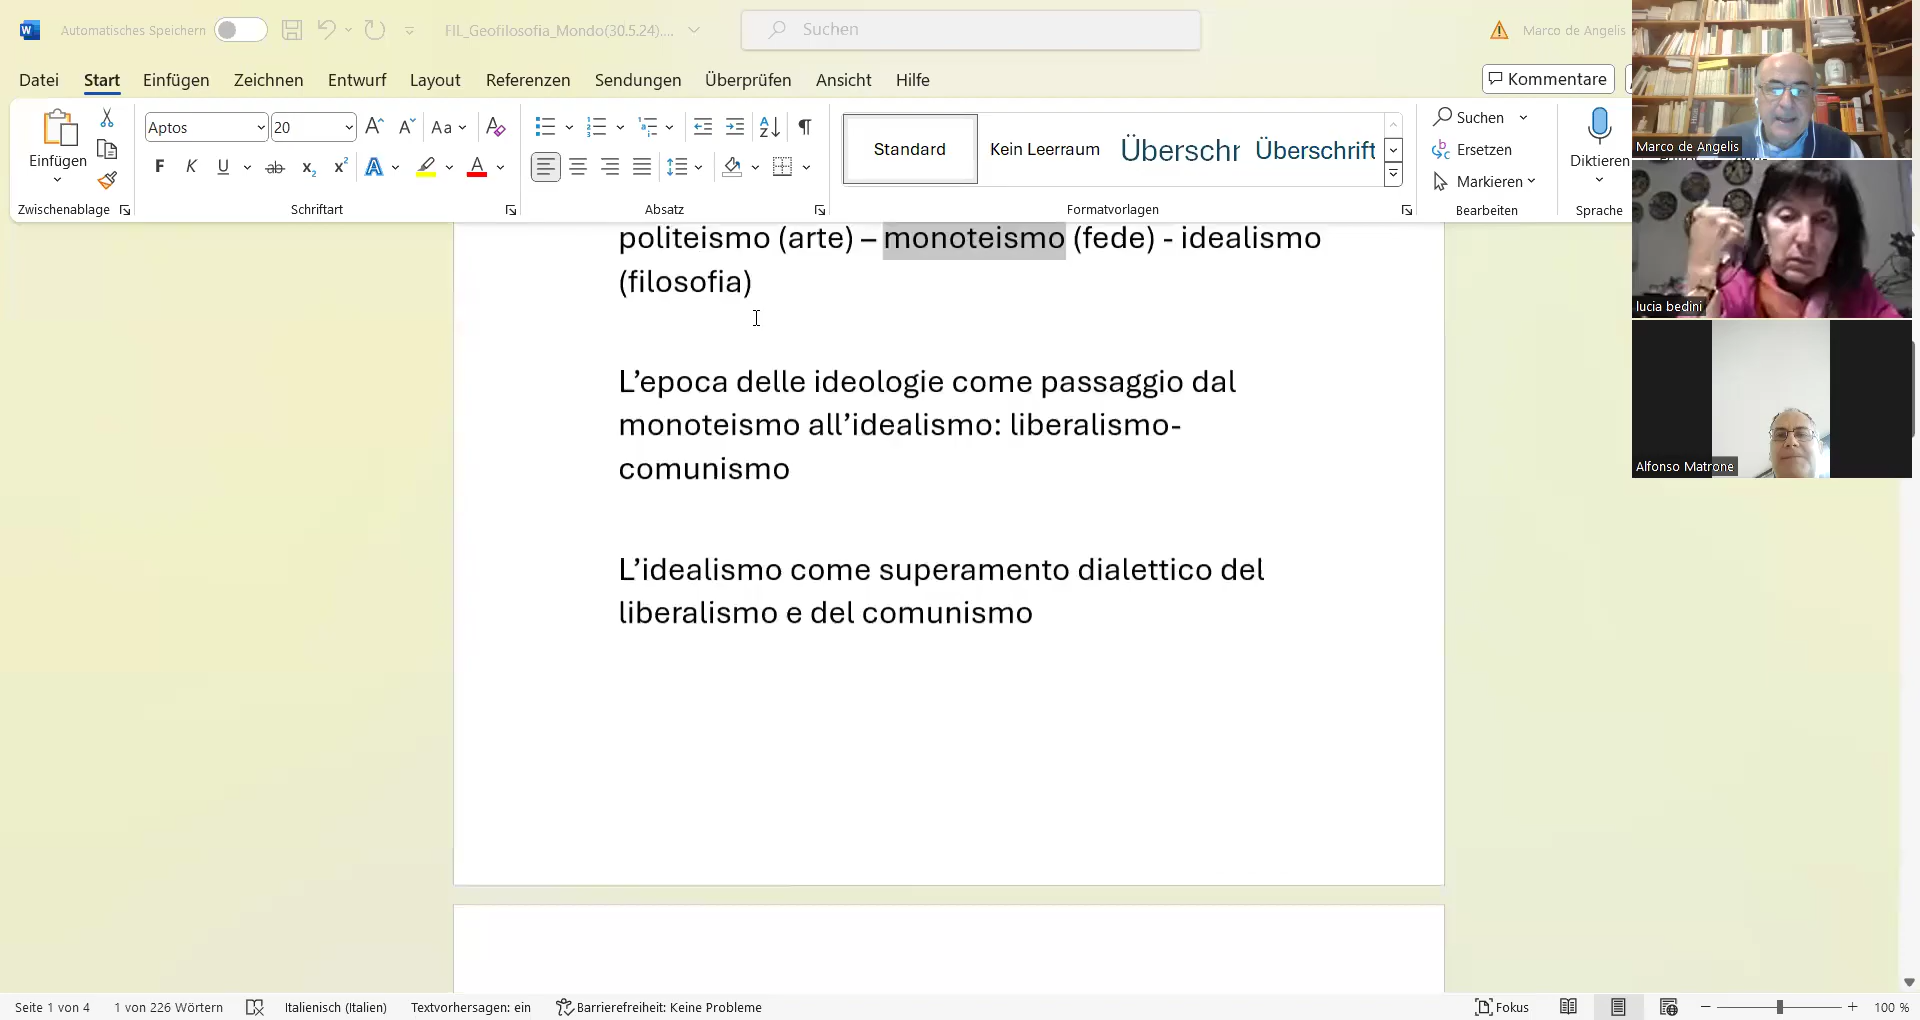 Automatisches Speichern
FIL_Geofilosofia_Mondo(30.5.24)....
Suchen
Marco de Angelis
Datei Start Einfügen Zeichnen Entwurf Layout Referenzen Sendungen Überprüfen Ansicht Hilfe
Kommentare
Einfügen
Aptos 20
Aa
F K U ab x₂ x² A A
Standard Kein Leerraum Überschr Überschrift
Suchen
Ersetzen
Markieren
Diktieren
Zwischenablage Schriftart Absatz Formatvorlagen Bearbeiten Sprache
politeismo (arte) – monoteismo (fede) - idealismo
(filosofia)
L’epoca delle ideologie come passaggio dal
monoteismo all’idealismo: liberalismo-
comunismo
L’idealismo come superamento dialettico del
liberalismo e del comunismo
Marco de Angelis
lucia bedini
Alfonso Matrone
Seite 1 von 4 1 von 226 Wörtern Italienisch (Italien) Textvorhersagen: ein Barrierefreiheit: Keine Probleme Fokus 100 %